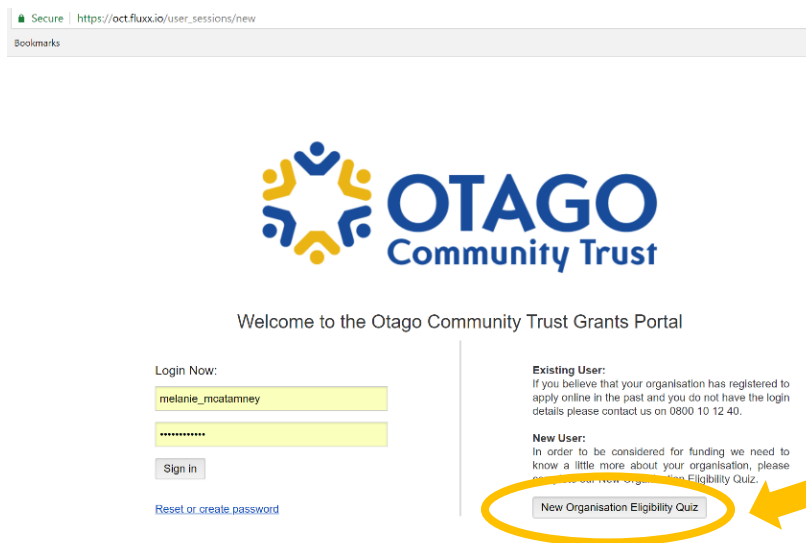 Secure https://oct.fluxx.io/user_sessions/new
Bookmarks
OTAGO
Community Trust
Welcome to the Otago Community Trust Grants Portal
Login Now:
melanie_mcatamney
••••••••••••
Sign in
Reset or create password
Existing User:
If you believe that your organisation has registered to
apply online in the past and you do not have the login
details please contact us on 0800 10 12 40.
New User:
In order to be considered for funding we need to
know a little more about your organisation, please
complete our New Organisation Eligibility Quiz.
New Organisation Eligibility Quiz